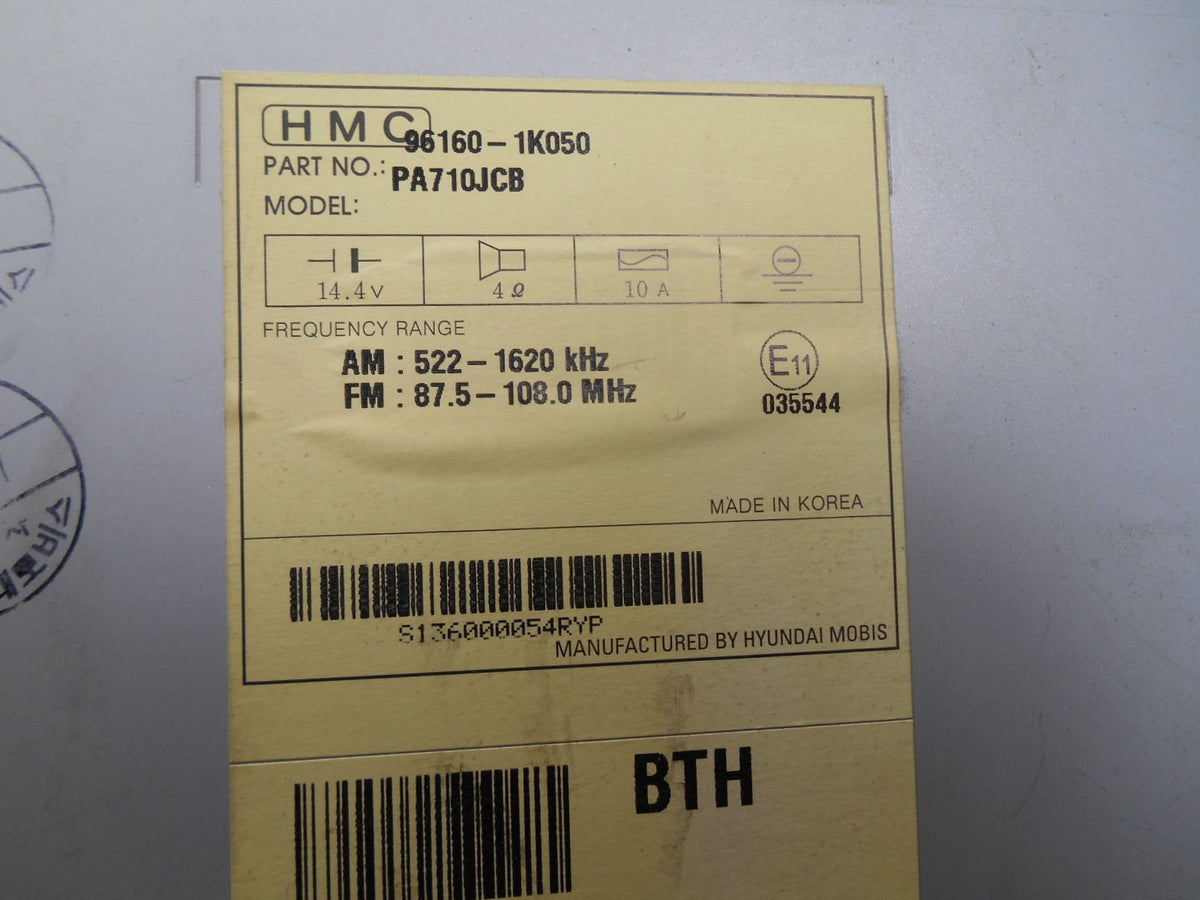 HMC
PART NO.: 96160-1K050
MODEL: PA710JCB
14.4V 4Ω 10 A
FREQUENCY RANGE
AM : 522-1620 kHz
FM : 87.5-108.0 MHz
E11
035544
MADE IN KOREA
S136000054RYP
MANUFACTURED BY HYUNDAI MOBIS
BTH